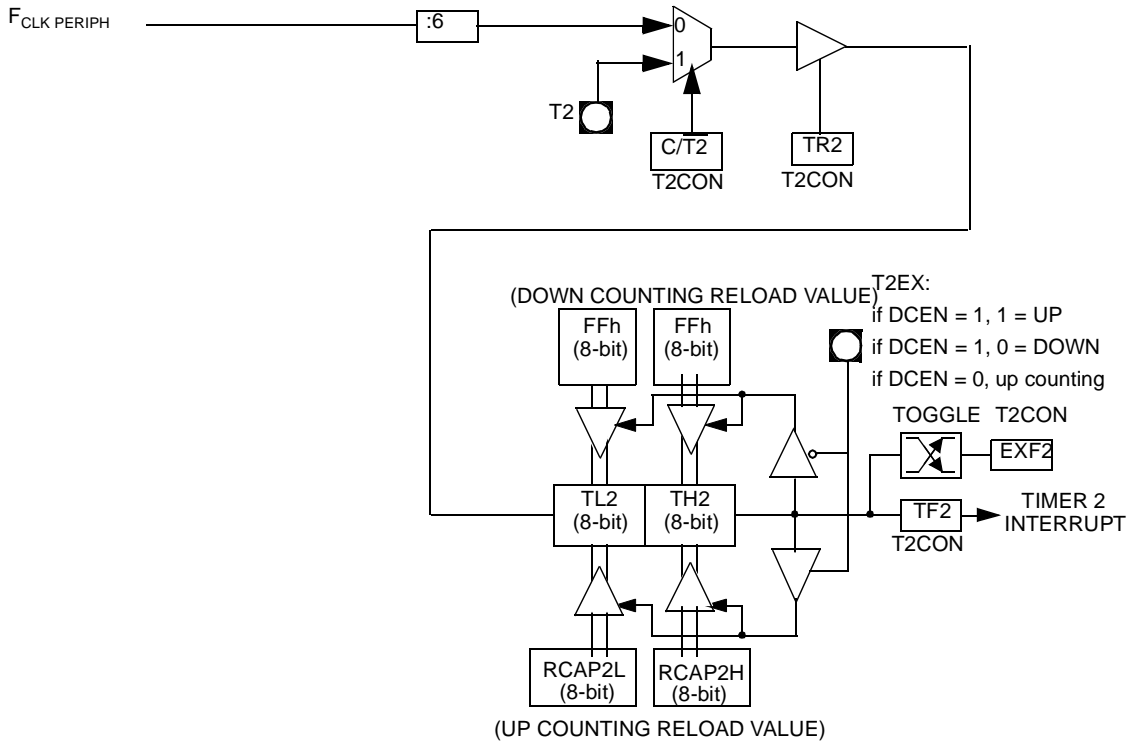 FCLK PERIPH
:6
0
1
T2
C/T2
TR2
T2CON
T2CON
T2EX:
(DOWN COUNTING RELOAD VALUE)
if DCEN = 1, 1 = UP
FFh
(8-bit)
FFh
(8-bit)
if DCEN = 1, 0 = DOWN
if DCEN = 0, up counting
TOGGLE
T2CON
EXF2
TL2
(8-bit)
TH2
(8-bit)
TF2
T2CON
TIMER 2
INTERRUPT
RCAP2L
(8-bit)
RCAP2H
(8-bit)
(UP COUNTING RELOAD VALUE)